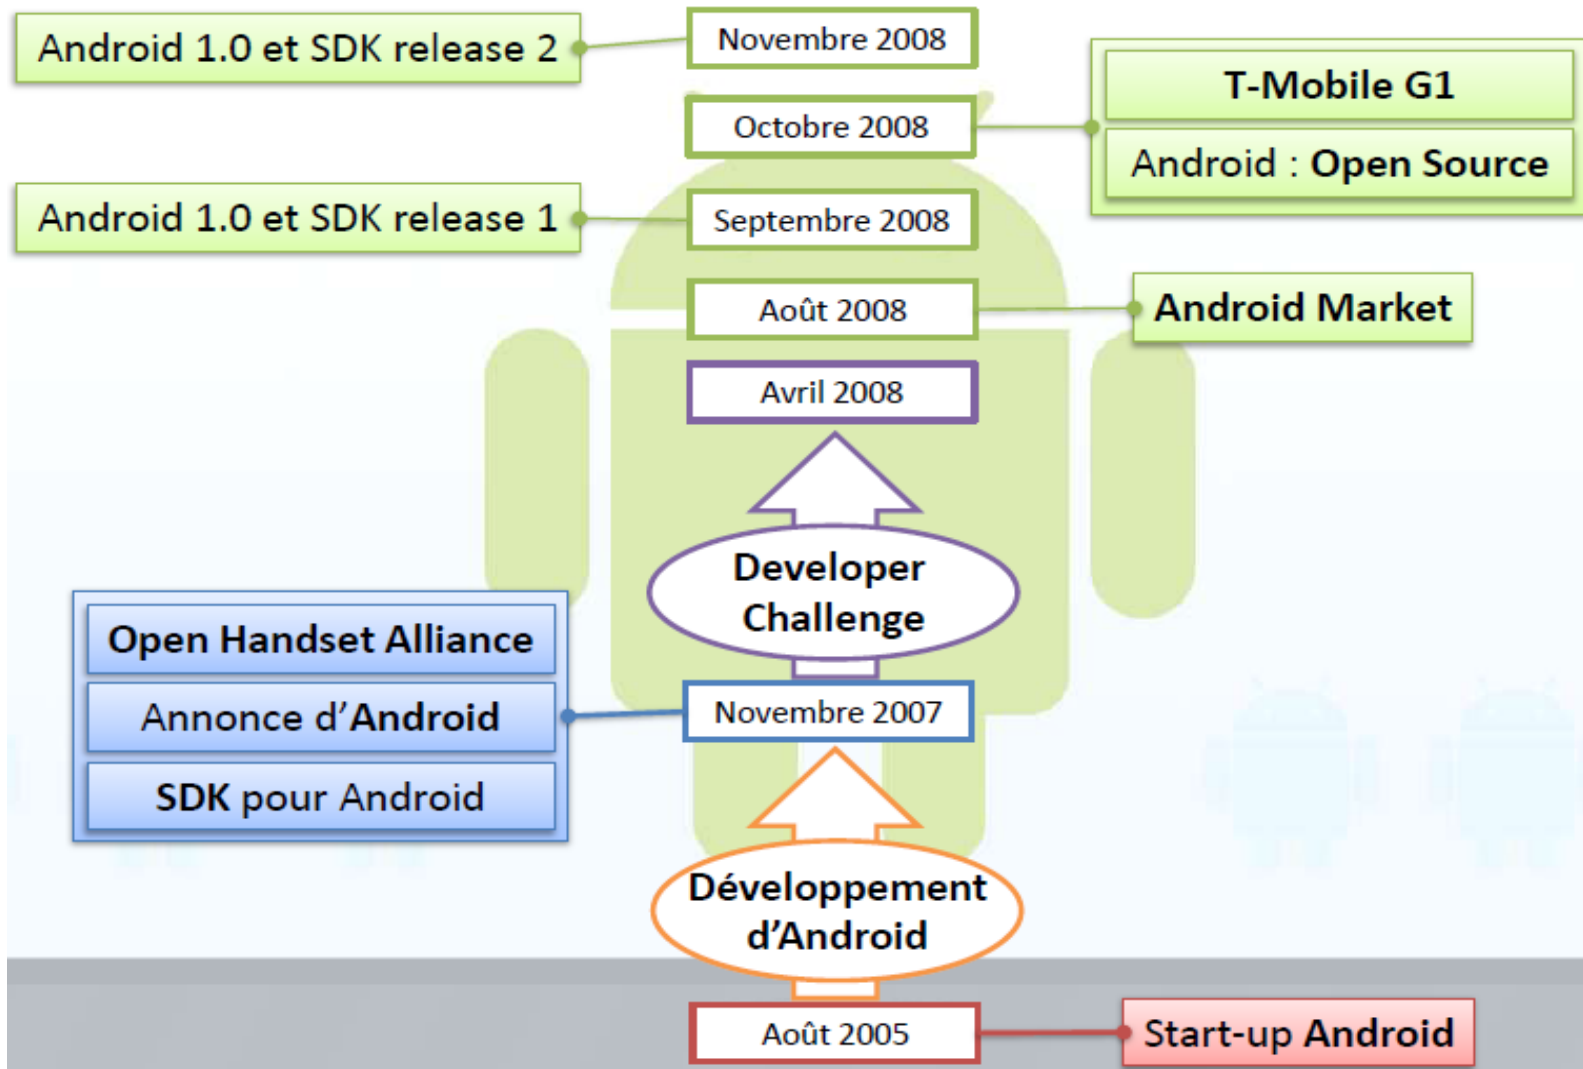 Android 1.0 et SDK release 2
Novembre 2008
T-Mobile G1
Octobre 2008
Android : Open Source
Android 1.0 et SDK release 1
Septembre 2008
Août 2008
Android Market
Avril 2008
Developer
Challenge
Open Handset Alliance
Annonce d’Android
Novembre 2007
SDK pour Android
Développement
d’Android
Août 2005
Start-up Android